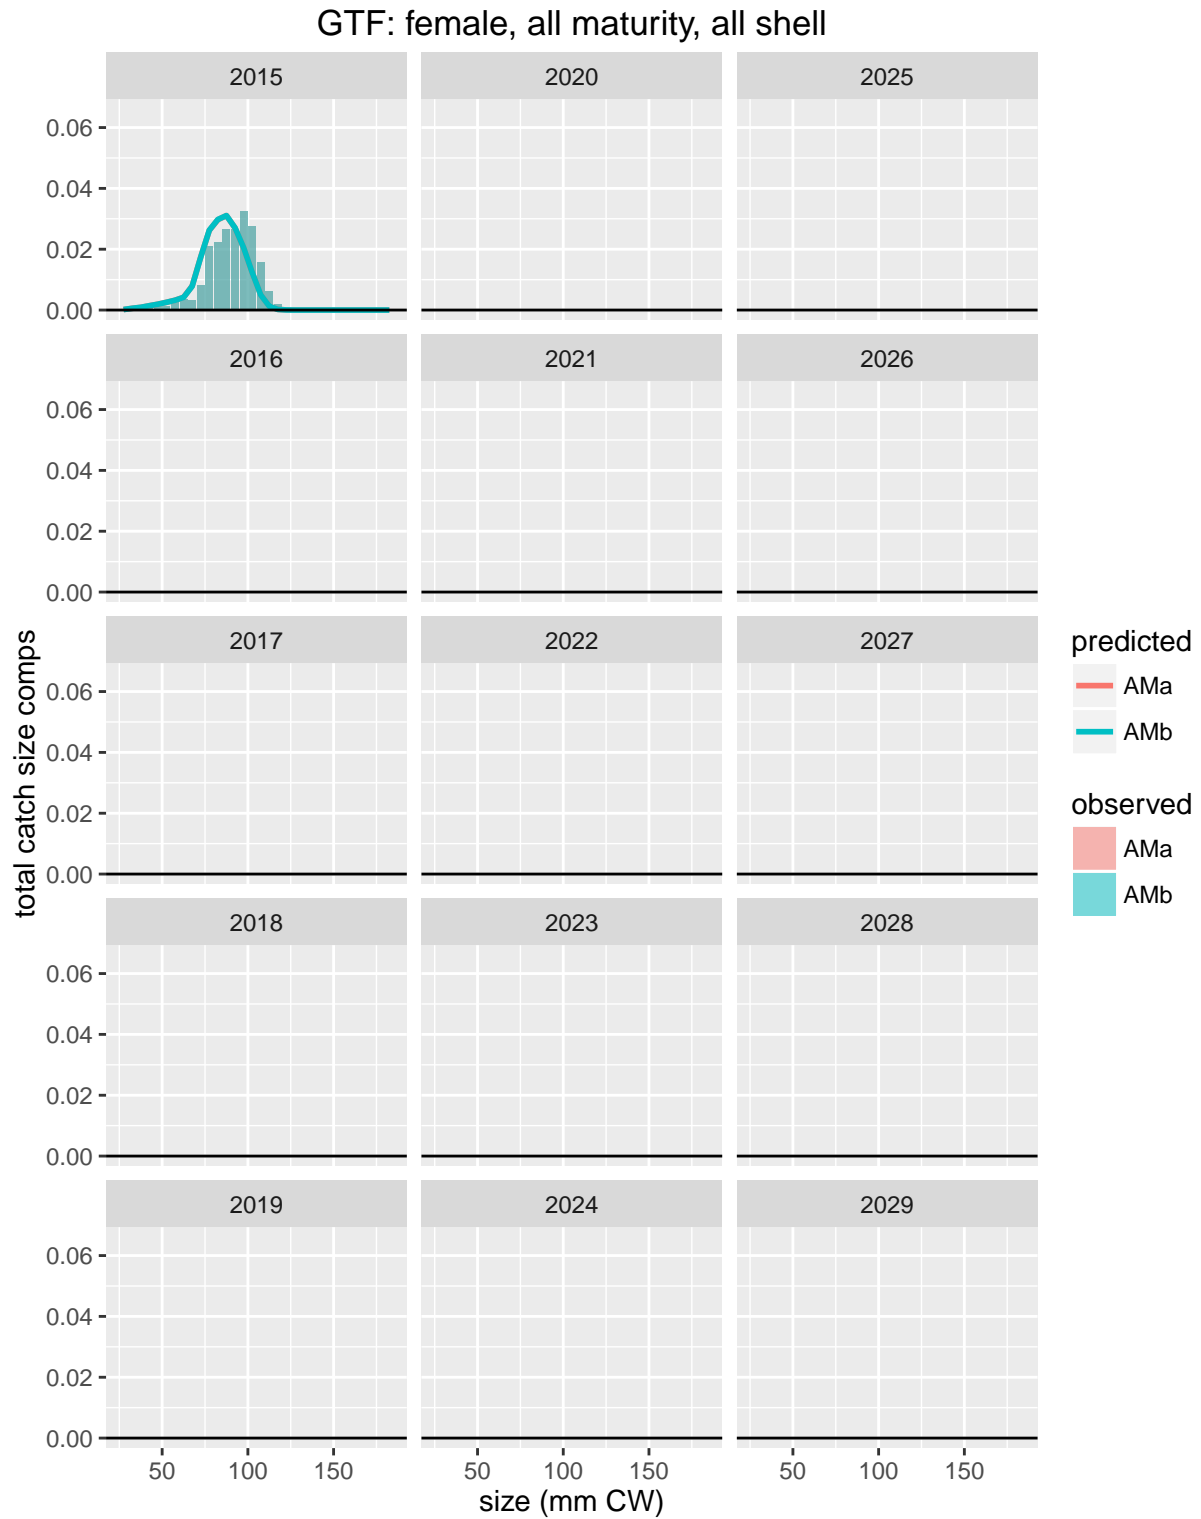 GTF: female, all maturity, all shell
2015 2020 2025
0.06
0.04
0.02
0.00
2016 2021 2026
0.06
0.04
0.02
0.00
2017 2022 2027
0.06
0.04
0.02
0.00
2018 2023 2028
0.06
0.04
0.02
0.00
2019 2024 2029
0.06
0.04
0.02
0.00
50 100 150 50 100 150 50 100 150
size (mm CW)
total catch size comps
predicted
AMa
AMb
observed
AMa
AMb